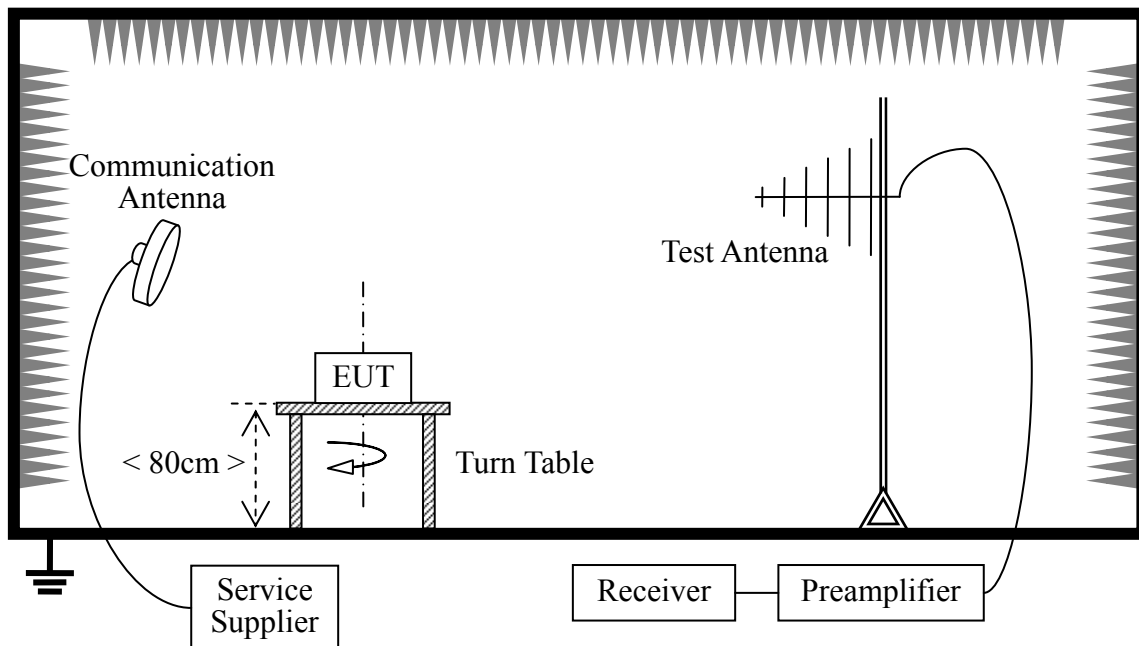 Communication
Antenna
Test Antenna
EUT
< 80cm >
Turn Table
Service
Supplier
Receiver
Preamplifier